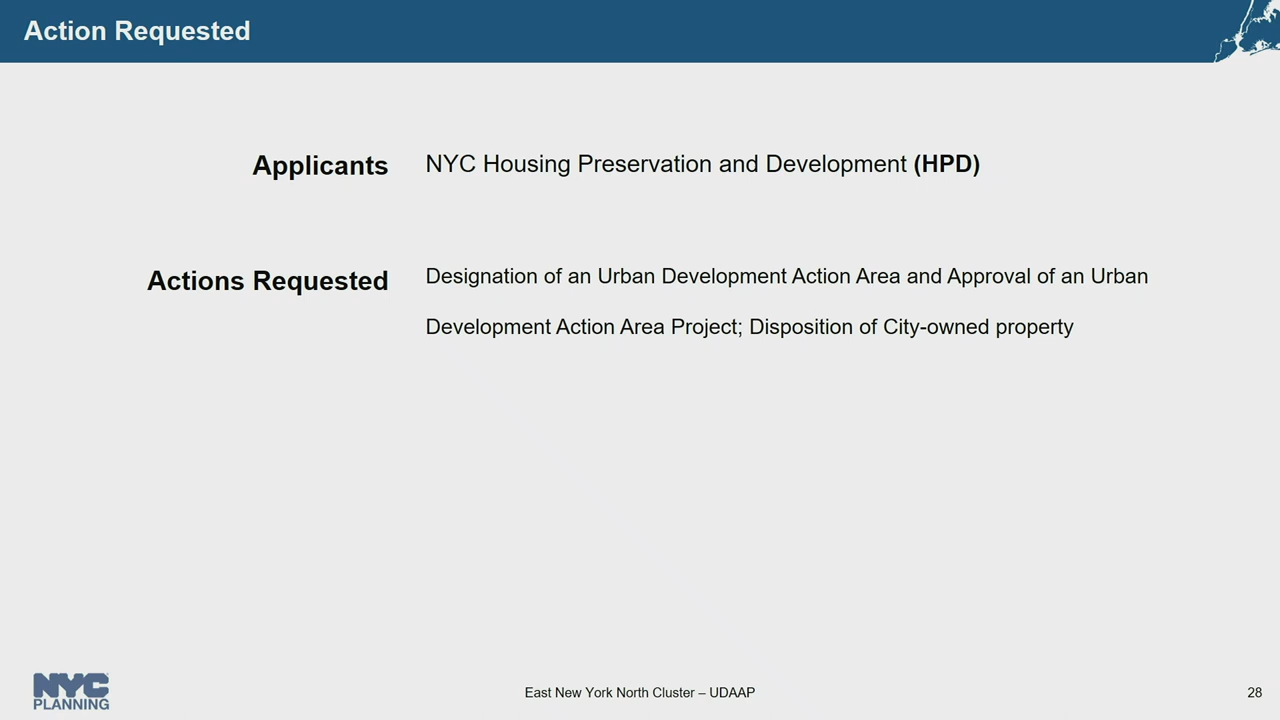 Action Requested
Applicants
NYC Housing Preservation and Development (HPD)
Actions Requested
Designation of an Urban Development Action Area and Approval of an Urban
Development Action Area Project; Disposition of City-owned property
NYC
PLANNING
East New York North Cluster – UDAAP
28